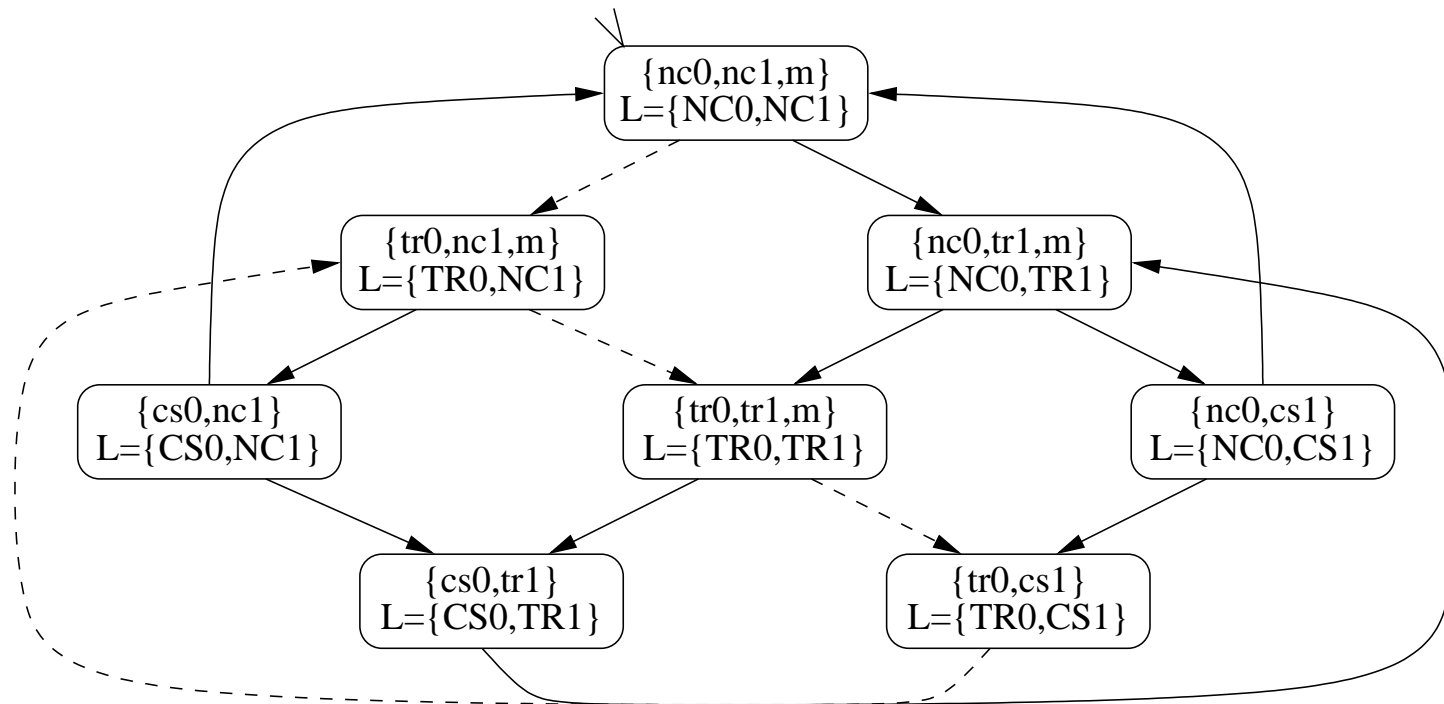 {nc0,nc1,m}
L={NC0,NC1}
{tr0,nc1,m}
L={TR0,NC1}
{nc0,tr1,m}
L={NC0,TR1}
{cs0,nc1}
L={CS0,NC1}
{tr0,tr1,m}
L={TR0,TR1}
{nc0,cs1}
L={NC0,CS1}
{cs0,tr1}
L={CS0,TR1}
{tr0,cs1}
L={TR0,CS1}